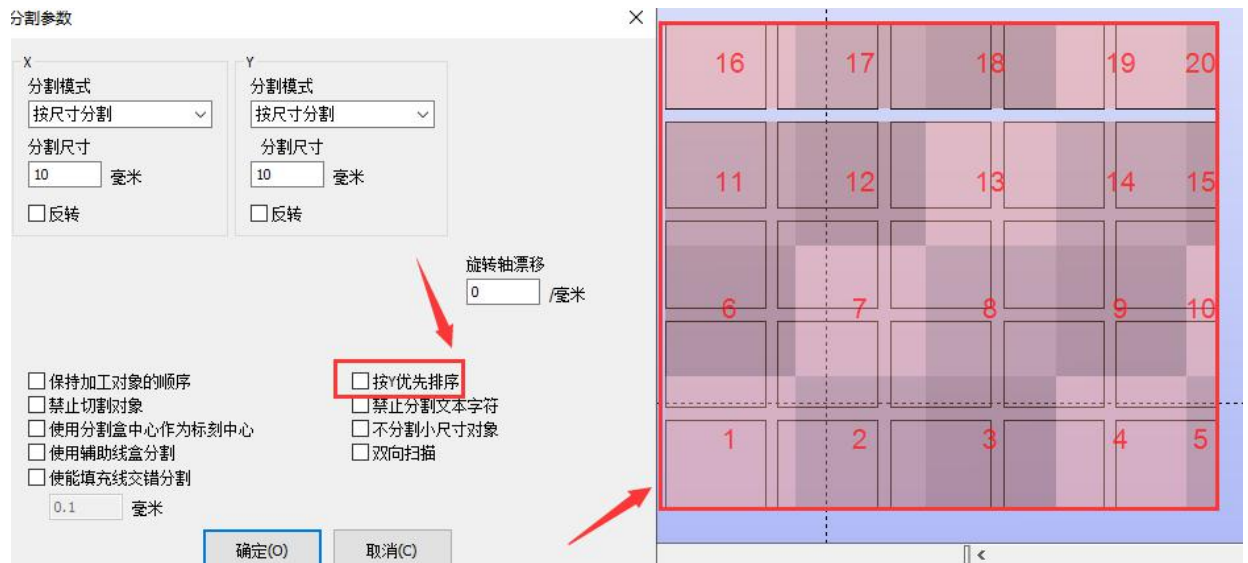 分割参数
X
分割模式
按尺寸分割
分割尺寸
10 毫米
反转
Y
分割模式
按尺寸分割
分割尺寸
10 毫米
反转
旋转轴漂移
0 /毫米
保持加工对象的顺序
禁止切割对象
使用分割盒中心作为标刻中心
使用辅助线盒分割
使能填充线交错分割
0.1 毫米
按Y优先排序
禁止分割文本字符
不分割小尺寸对象
双向扫描
确定(O) 取消(C)
16 17 18 19 20
11 12 13 14 15
6 7 8 9 10
1 2 3 4 5